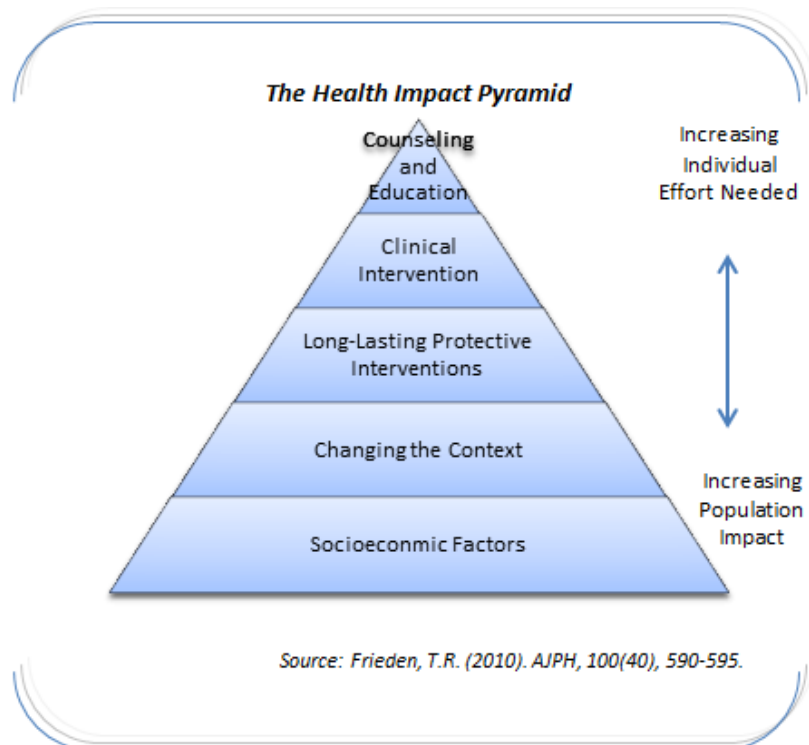 The Health Impact Pyramid
Counseling
and
Education
Clinical
Intervention
Long-Lasting Protective
Interventions
Changing the Context
Socioeconmic Factors
Increasing
Individual
Effort Needed
Increasing
Population
Impact
Source: Frieden, T.R. (2010). AJPH, 100(40), 590-595.